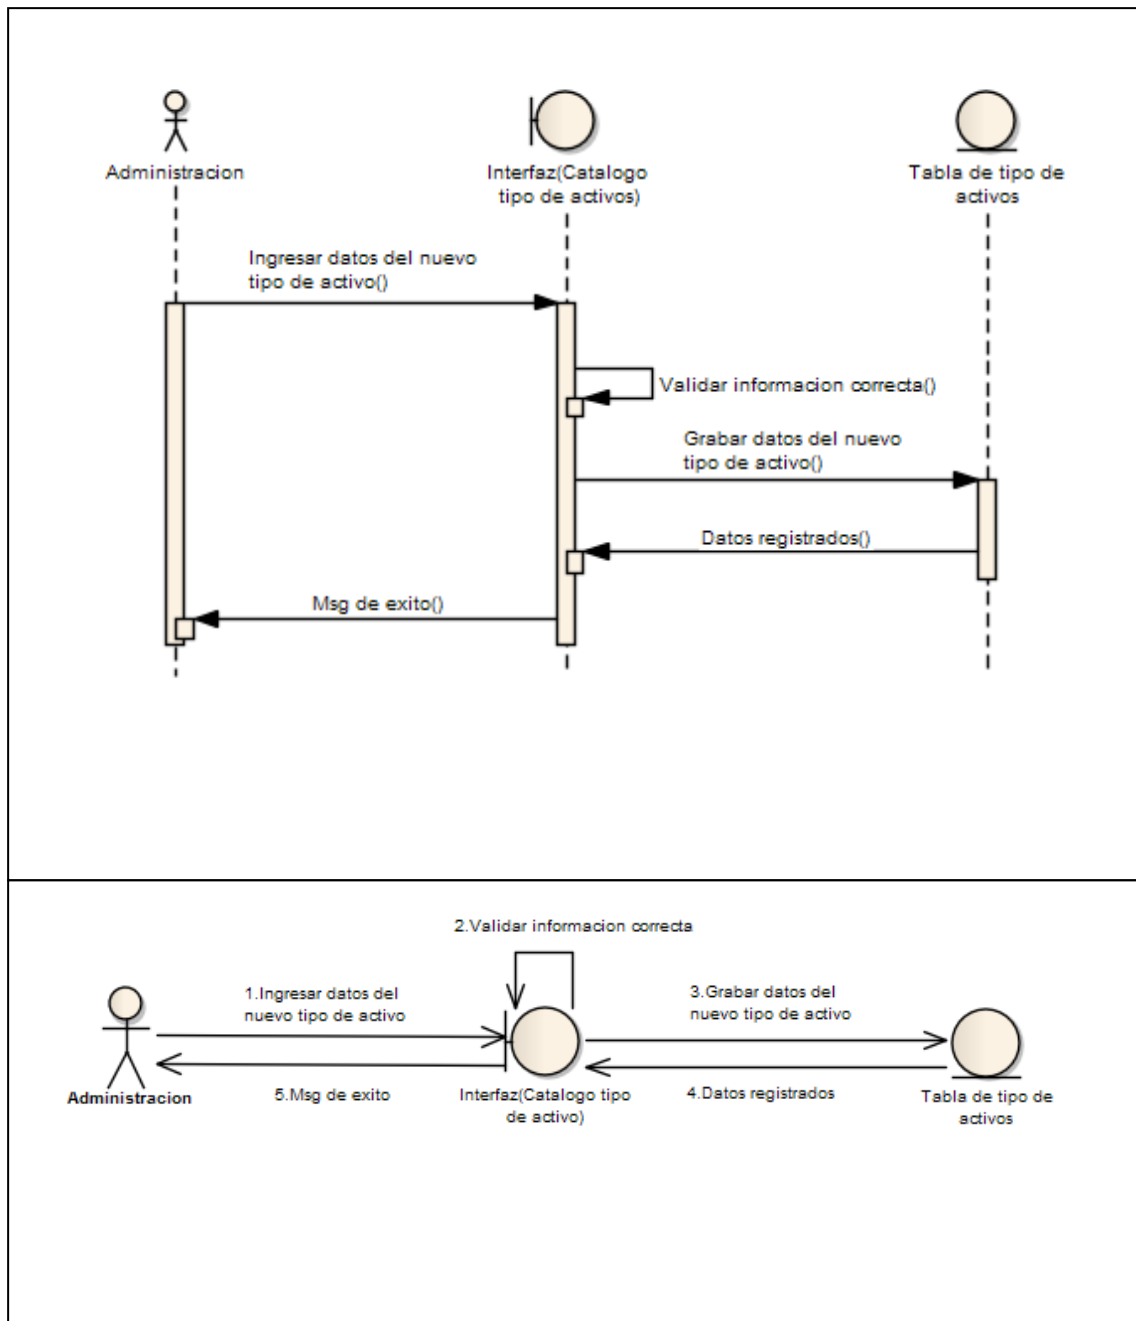 Administracion
Interfaz(Catalogo
tipo de activos)
Tabla de tipo de
activos
Ingresar datos del nuevo
tipo de activo()
Validar informacion correcta()
Grabar datos del nuevo
tipo de activo()
Datos registrados()
Msg de exito()
2.Validar informacion correcta
1.Ingresar datos del
nuevo tipo de activo
3.Grabar datos del
nuevo tipo de activo
Administracion
5.Msg de exito
Interfaz(Catalogo tipo
de activo)
4.Datos registrados
Tabla de tipo de
activos